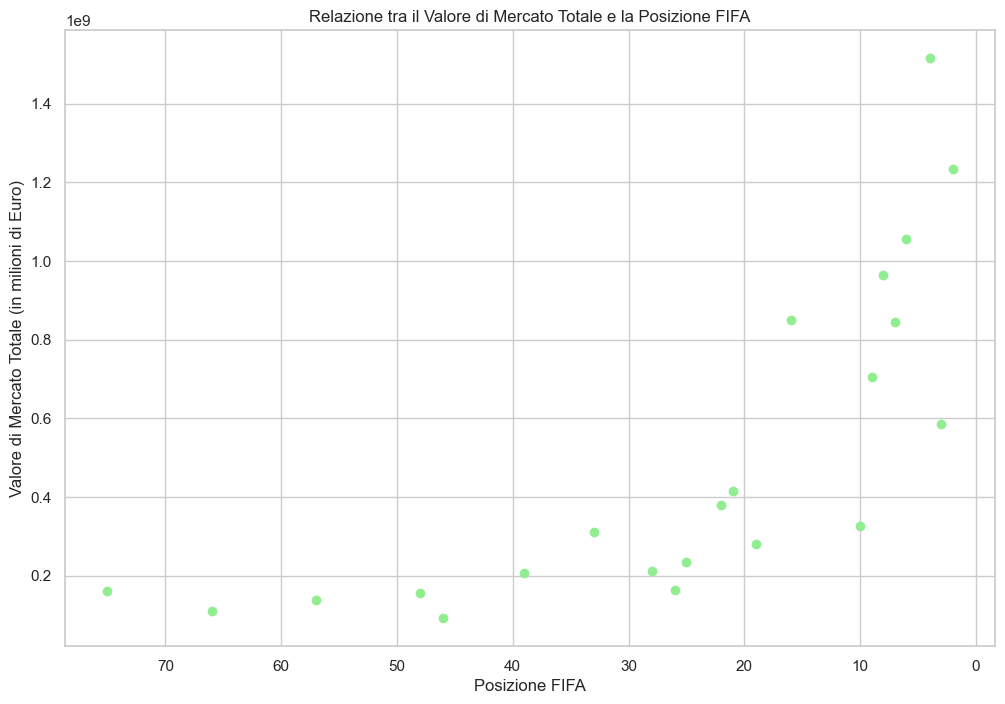 Relazione tra il Valore di Mercato Totale e la Posizione FIFA
1e9
1.4
1.2
1.0
0.8
0.6
0.4
0.2
Valore di Mercato Totale (in milioni di Euro)
70 60 50 40 30 20 10 0
Posizione FIFA